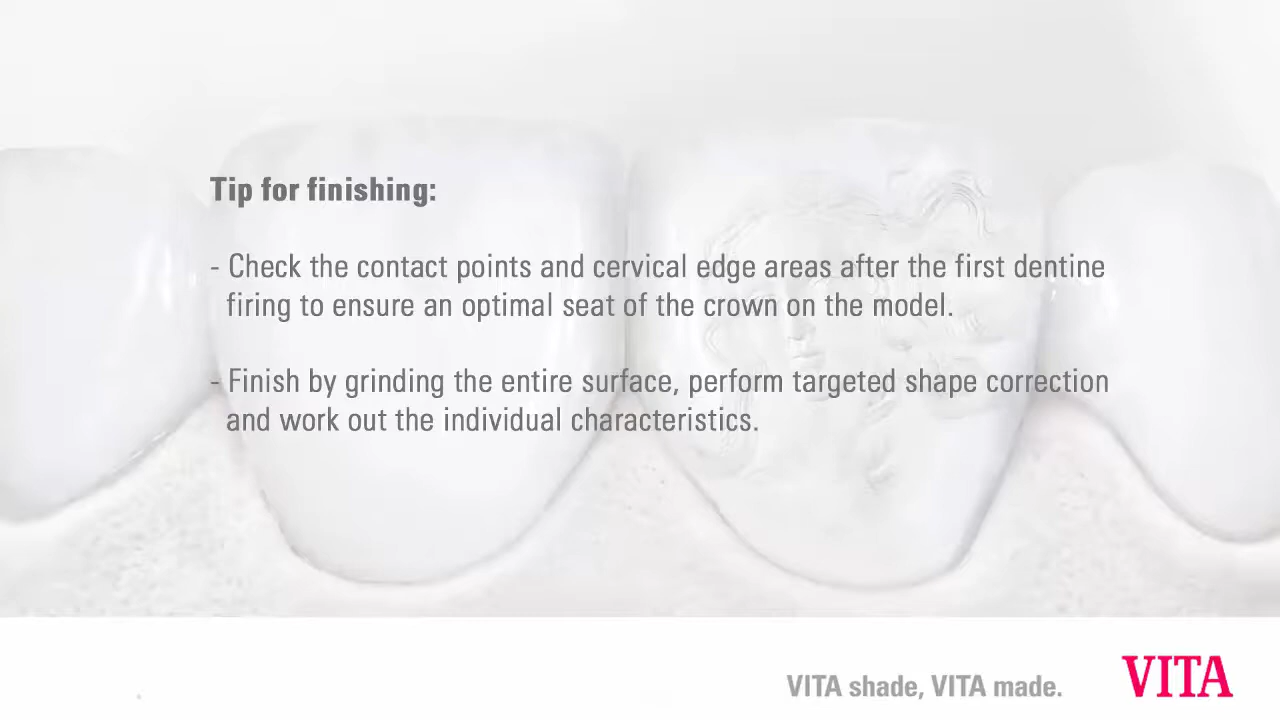 Tip for finishing:
- Check the contact points and cervical edge areas after the first dentine
firing to ensure an optimal seat of the crown on the model.
- Finish by grinding the entire surface, perform targeted shape correction
and work out the individual characteristics.
VITA shade, VITA made.
VITA